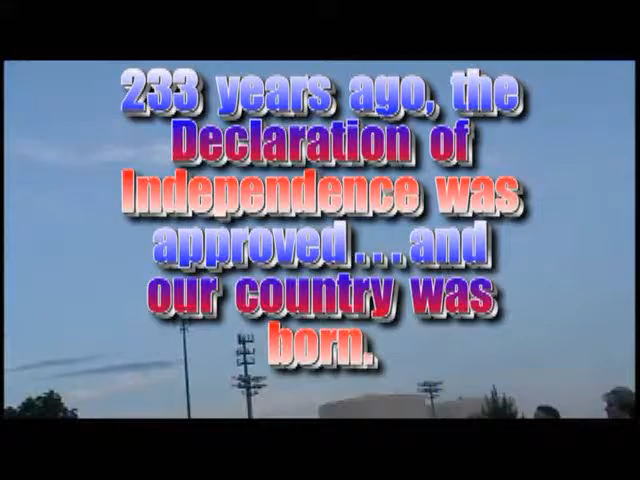 233 years ago, the
Declaration of
Independence was
approved...and
our country was
born.